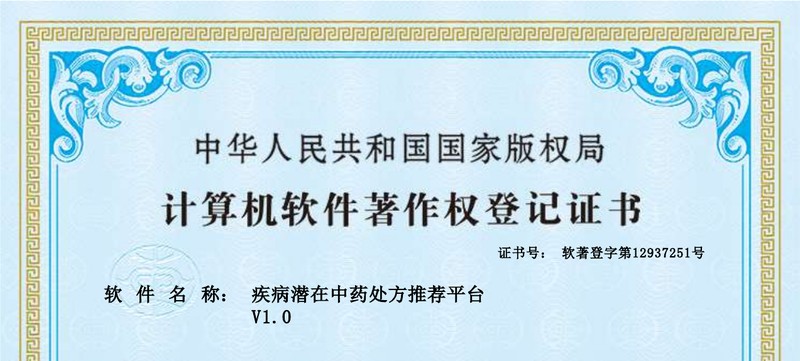 中华人民共和国国家版权局
计算机软件著作权登记证书
证书号： 软著登字第12937251号
软件名称： 疾病潜在中药处方推荐平台
V1.0